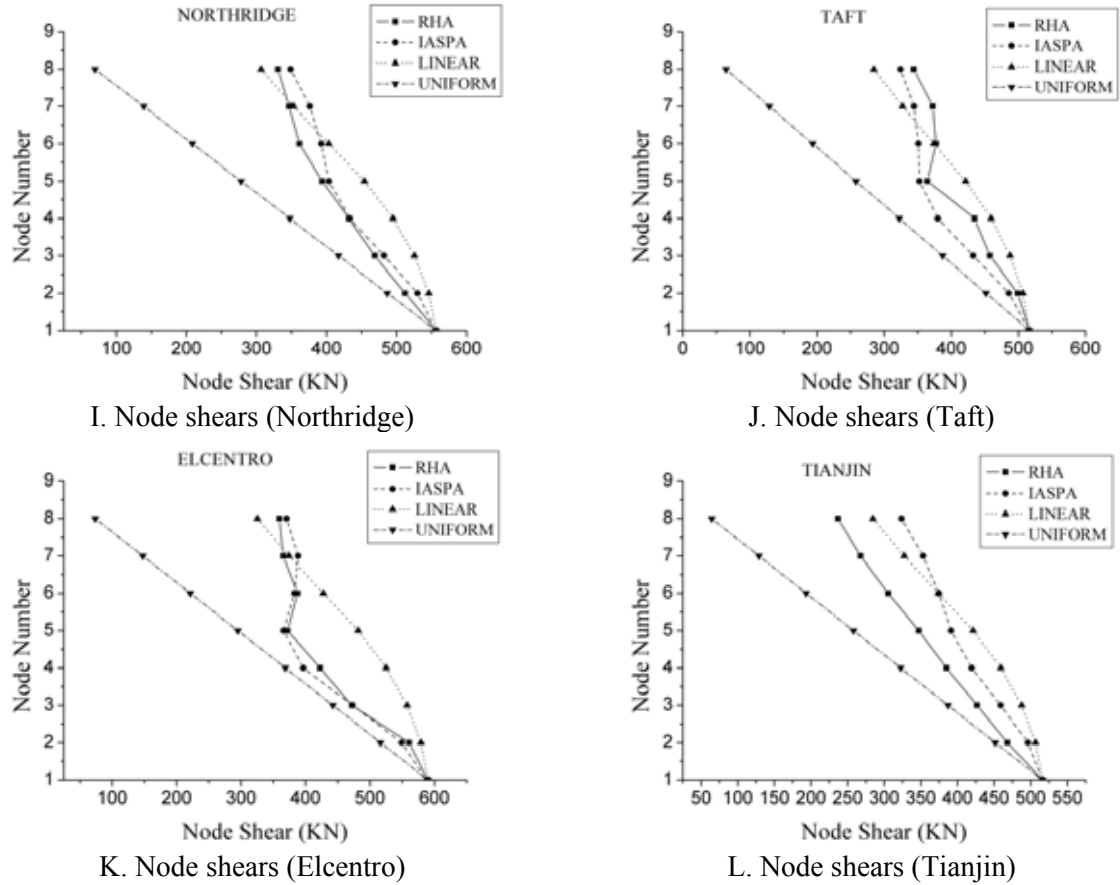 NORTHRIDGE
RHA
IASPA
LINEAR
UNIFORM
9
8
7
6
5
4
3
2
1
Node Number
100 200 300 400 500 600
Node Shear (KN)
I. Node shears (Northridge)
TAFT
RHA
IASPA
LINEAR
UNIFORM
9
8
7
6
5
4
3
2
1
Node Number
0 100 200 300 400 500 600
Node Shear (KN)
J. Node shears (Taft)
ELCENTRO
RHA
IASPA
LINEAR
UNIFORM
9
8
7
6
5
4
3
2
1
Node Number
100 200 300 400 500 600
Node Shear (KN)
K. Node shears (Elcentro)
TIANJIN
RHA
IASPA
LINEAR
UNIFORM
9
8
7
6
5
4
3
2
1
Node Number
50 100 150 200 250 300 350 400 450 500 550
Node Shear (KN)
L. Node shears (Tianjin)